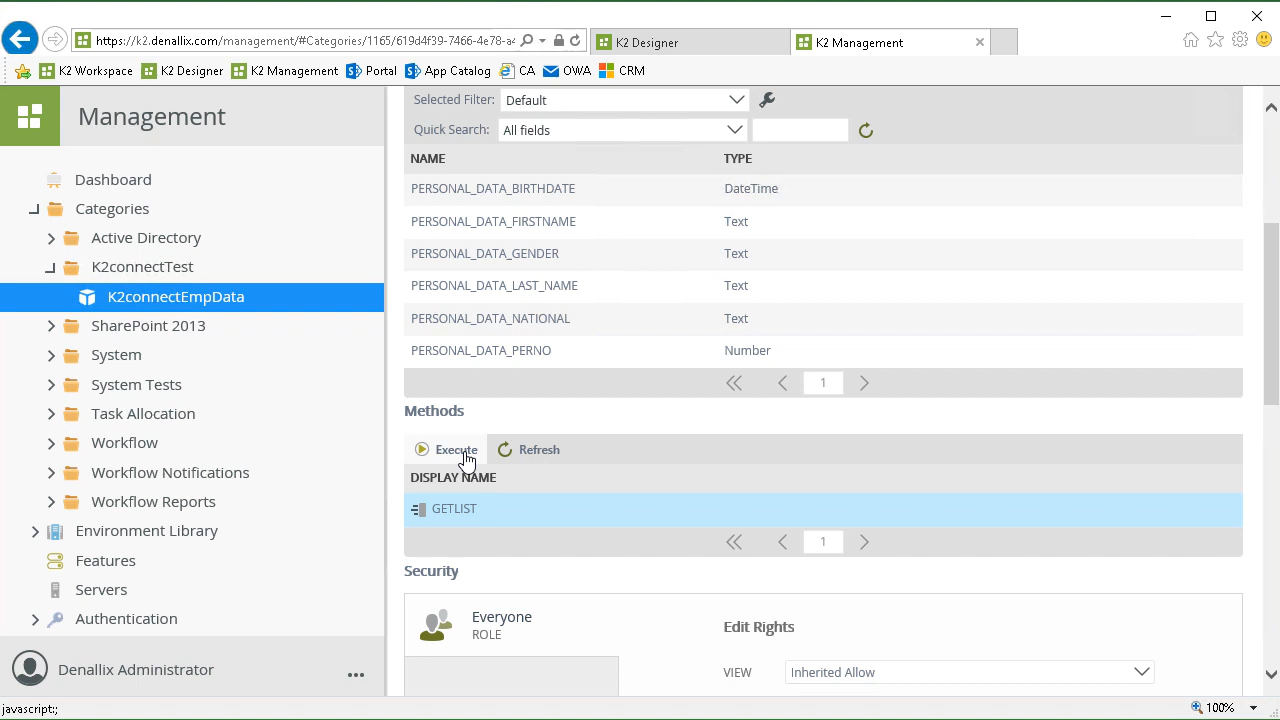 https://k2.denallix.com/management/#Categories/1165/619d4f39-7466-4e78-a4
K2 Designer
K2 Management
K2 Workspace
K2 Designer
K2 Management
Portal
App Catalog
CA
OWA
CRM
Management
Dashboard
Categories
Active Directory
K2connectTest
K2connectEmpData
SharePoint 2013
System
System Tests
Task Allocation
Workflow
Workflow Notifications
Workflow Reports
Environment Library
Features
Servers
Authentication
Denallix Administrator
Selected Filter: Default
Quick Search: All fields
NAME TYPE
PERSONAL_DATA_BIRTHDATE DateTime
PERSONAL_DATA_FIRSTNAME Text
PERSONAL_DATA_GENDER Text
PERSONAL_DATA_LAST_NAME Text
PERSONAL_DATA_NATIONAL Text
PERSONAL_DATA_PERNO Number
1
Methods
Execute Refresh
DISPLAY NAME
GETLIST
1
Security
Everyone
ROLE
Edit Rights
VIEW Inherited Allow
javascript:;
100%